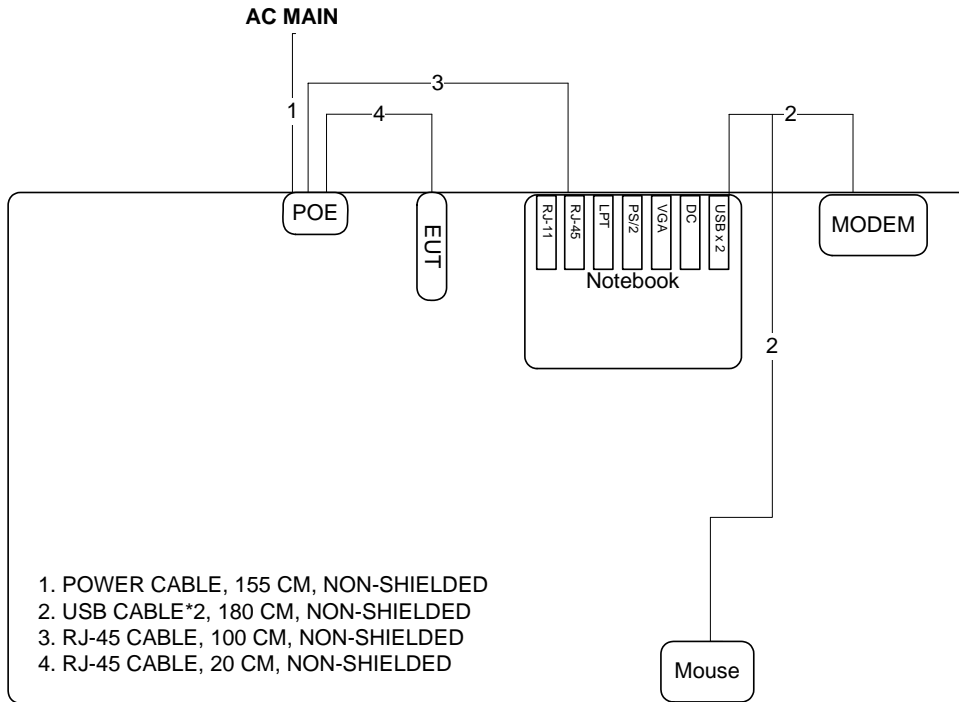 AC MAIN
3
1
4
2
POE
EUT
RJ-11
RJ-45
LPT
PS/2
VGA
DC
USB x 2
Notebook
MODEM
2
1. POWER CABLE, 155 CM, NON-SHIELDED
2. USB CABLE*2, 180 CM, NON-SHIELDED
3. RJ-45 CABLE, 100 CM, NON-SHIELDED
4. RJ-45 CABLE, 20 CM, NON-SHIELDED
Mouse